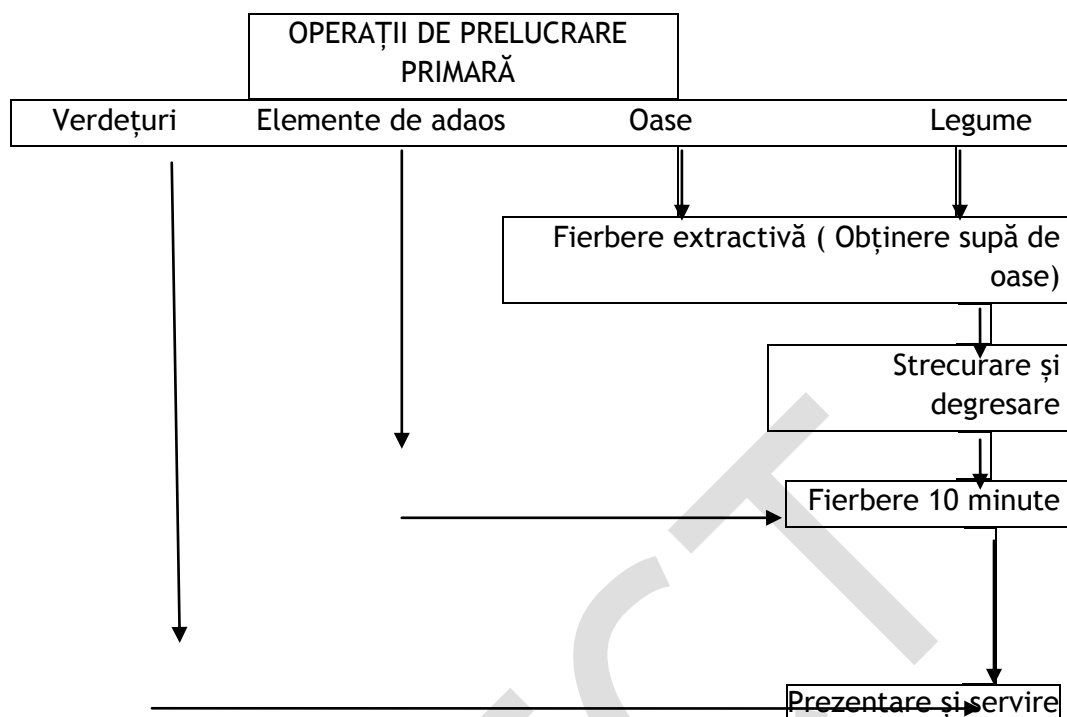 OPERAȚII DE PRELUCRARE
PRIMARĂ
Verdețuri Elemente de adaos Oase Legume
Fierbere extractivă ( Obținere supă de
oase)
Strecurare și
degresare
Fierbere 10 minute
Prezentare și servire